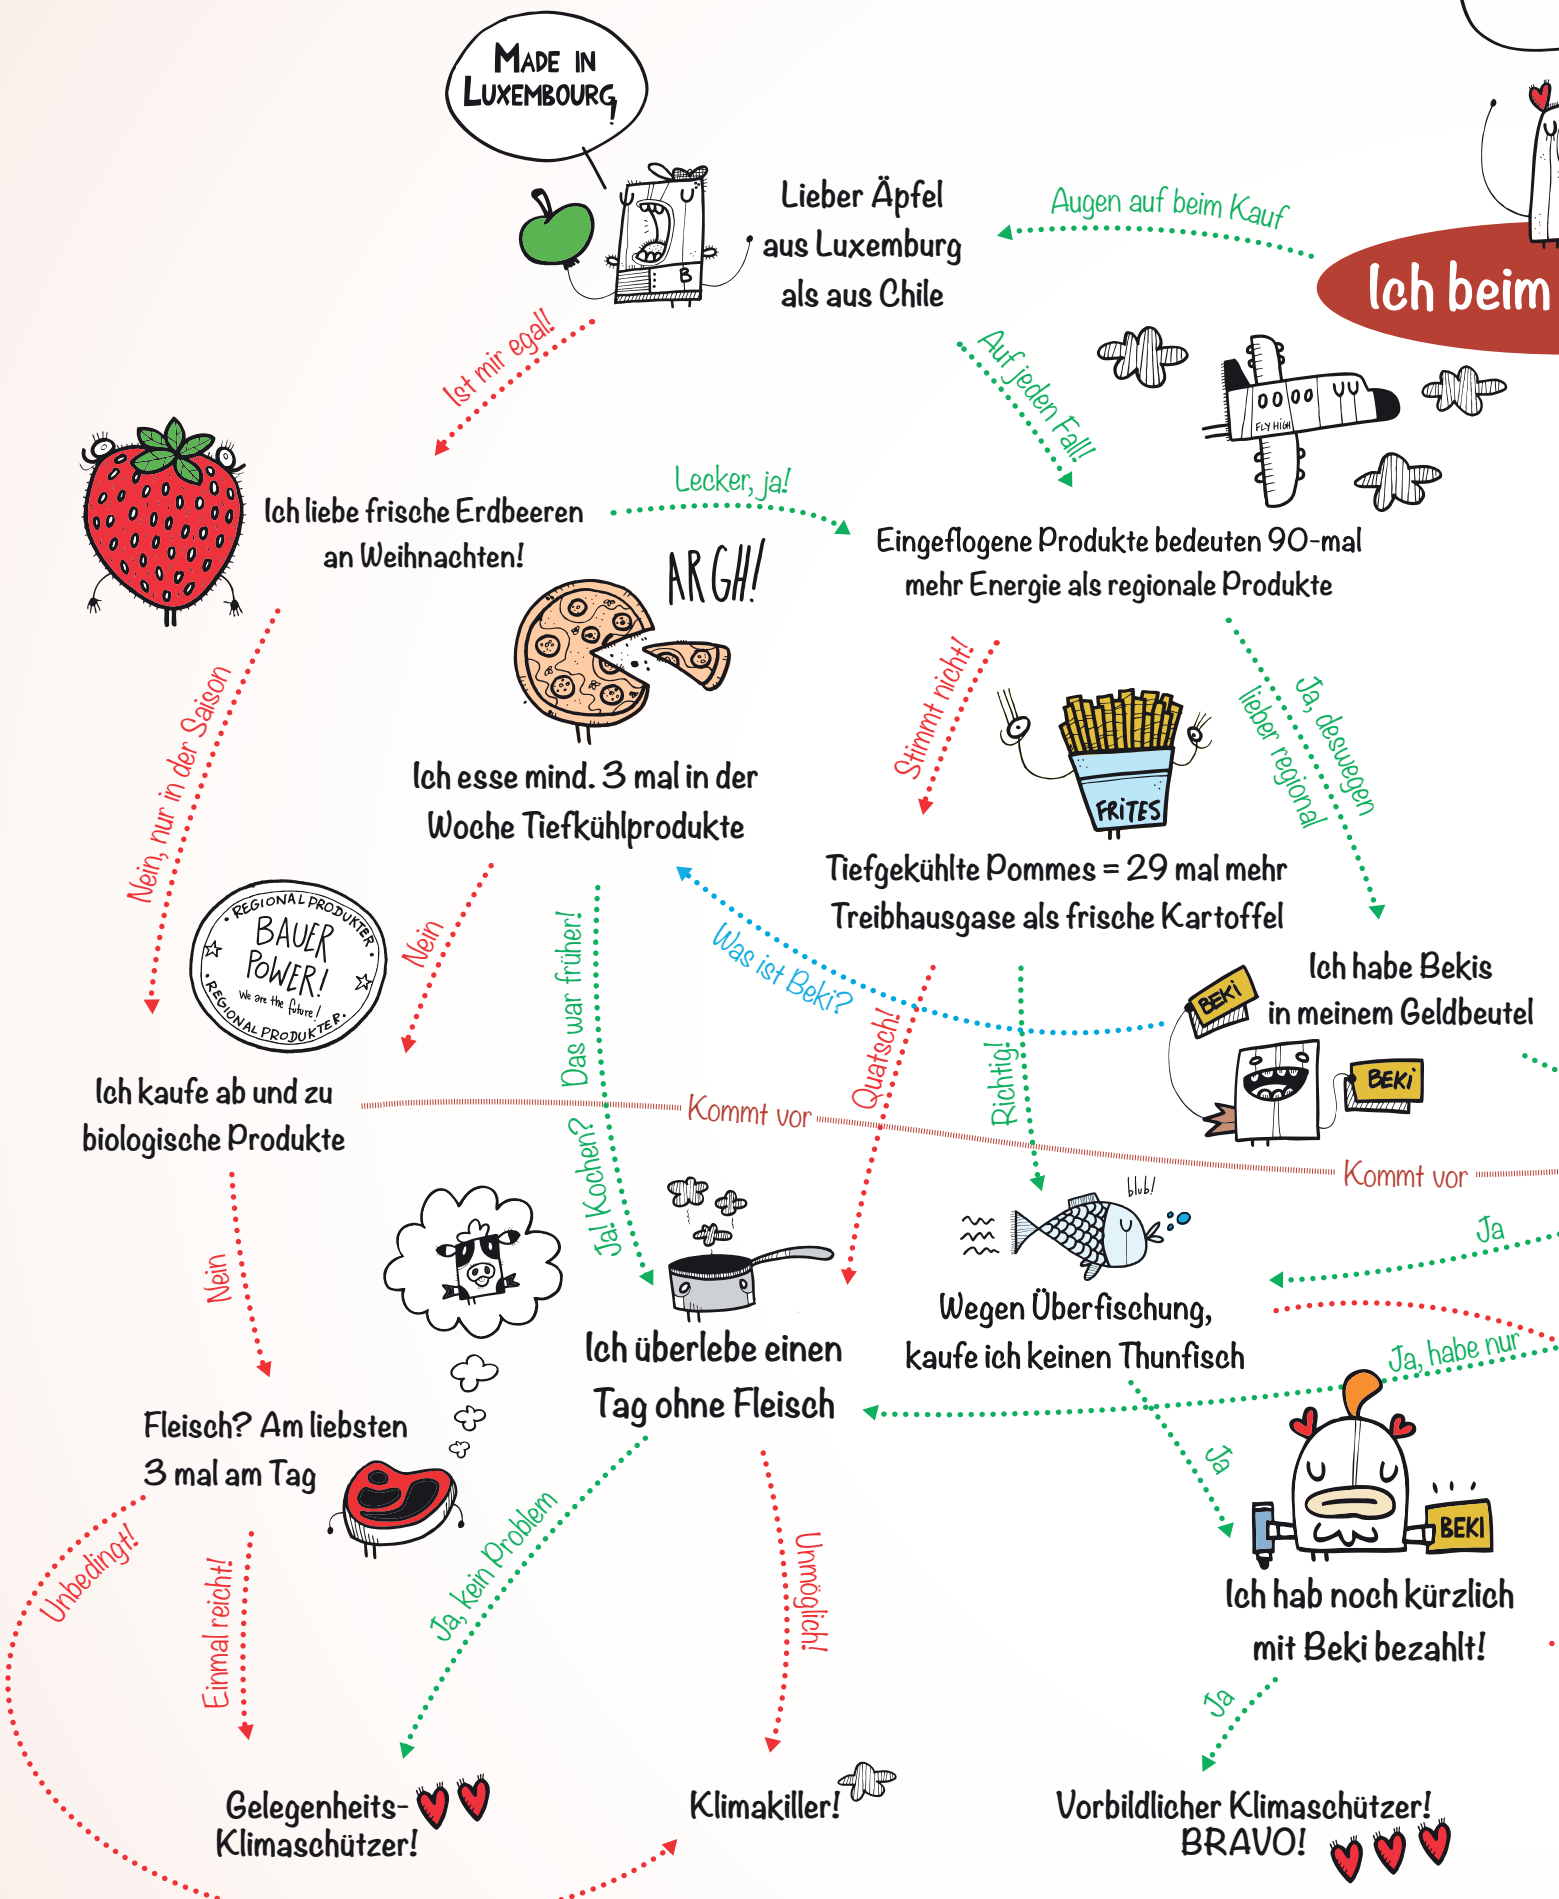 MADE IN
LUXEMBOURG!
B
Lieber Äpfel
aus Luxemburg
als aus Chile
Augen auf beim Kauf
Ich beim
Ist mir egal!
Auf jeden Fall!
FLY HIGH
Ich liebe frische Erdbeeren
an Weihnachten!
Lecker, ja!
Eingeflogene Produkte bedeuten 90-mal
mehr Energie als regionale Produkte
ARGH!
Nein, nur in der Saison
Stimmt nicht!
Ja, deswegen
lieber regional
FRiTES
Ich esse mind. 3 mal in der
Woche Tiefkühlprodukte
Tiefgekühlte Pommes = 29 mal mehr
Treibhausgase als frische Kartoffel
• REGIONAL PRODUKTER •
BAUER
POWER!
We are the future!
• REGIONAL PRODUKTER •
Nein
Das war früher!
Ja! Kochen?
Was ist Beki?
Quatsch!
Richtig!
Ich habe Bekis
in meinem Geldbeutel
BEKi
BEKi
Ich kaufe ab und zu
biologische Produkte
Kommt vor
Kommt vor
Nein
blub!
Ja
Wegen Überfischung,
kaufe ich keinen Thunfisch
Ja, habe nur
Ich überlebe einen
Tag ohne Fleisch
Fleisch? Am liebsten
3 mal am Tag
Ja
BEKI
Unbedingt!
Einmal reicht!
Ja, kein Problem
Unmöglich!
Ich hab noch kürzlich
mit Beki bezahlt!
Ja
Gelegenheits-
Klimaschützer!
Klimakiller!
Vorbildlicher Klimaschützer!
BRAVO!